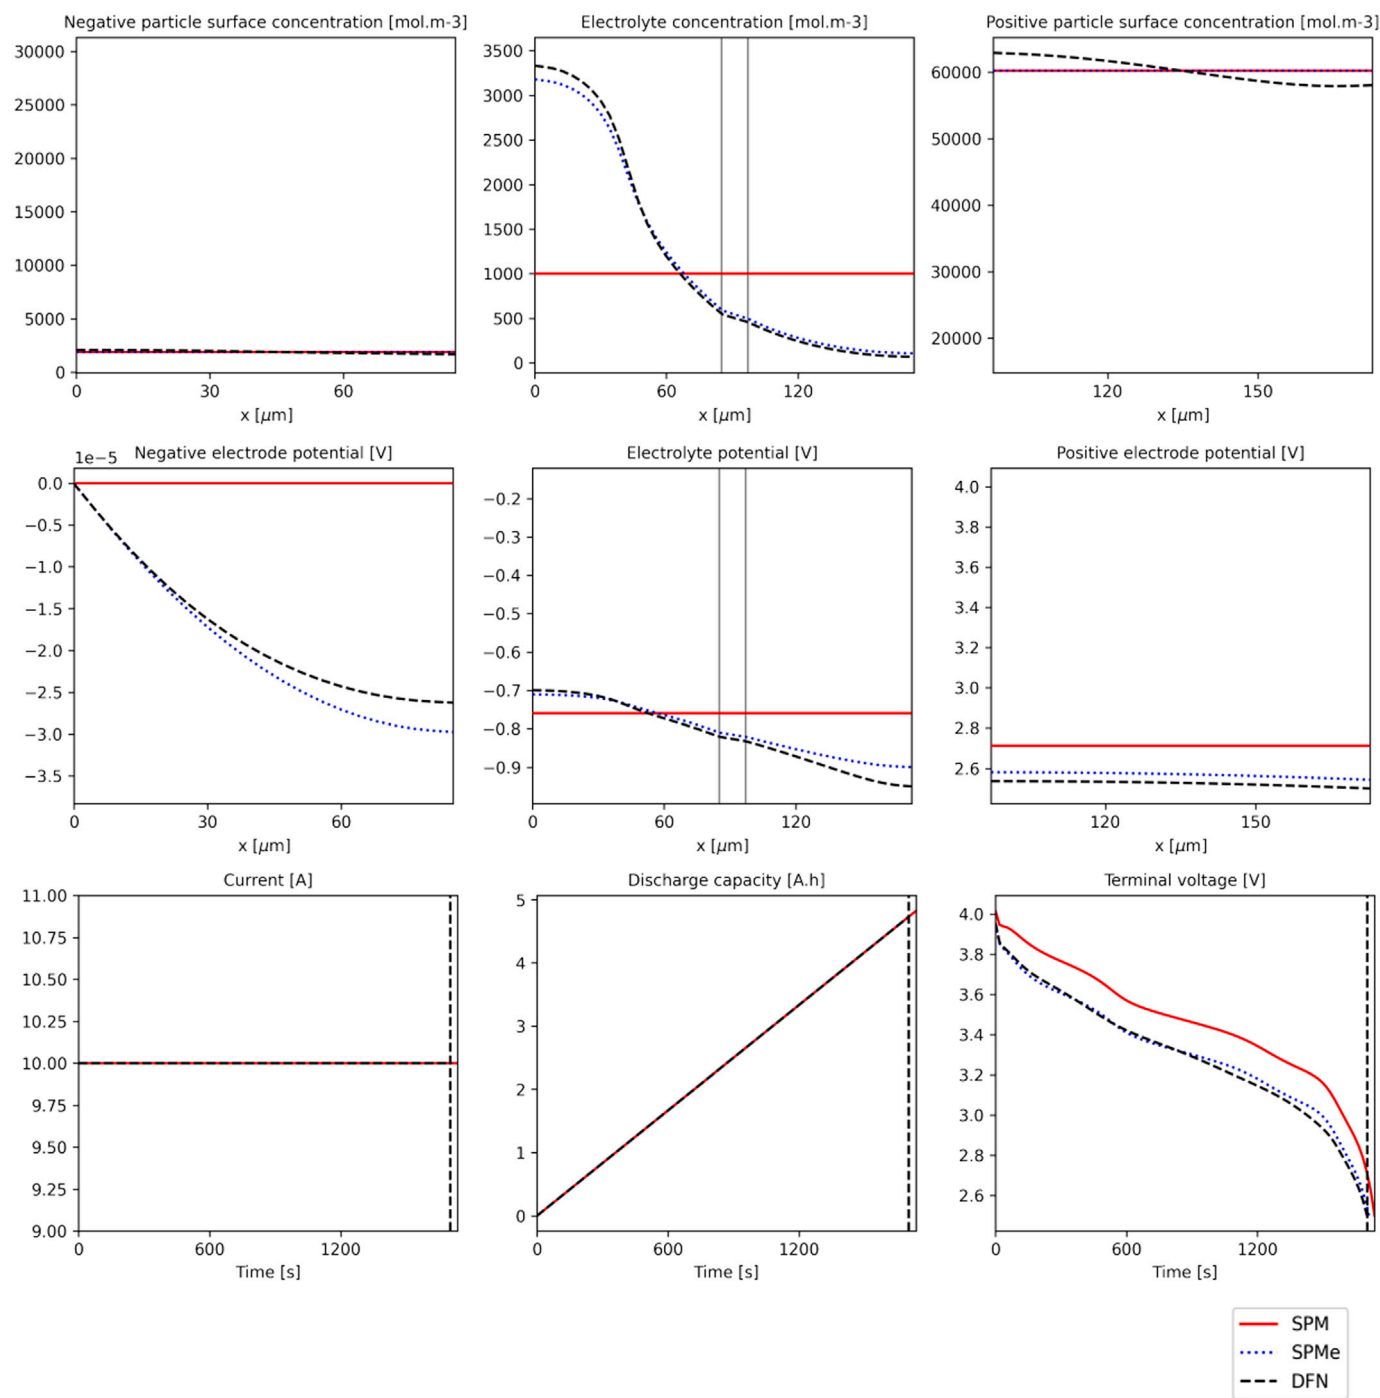 Negative particle surface concentration [mol.m-3]
Electrolyte concentration [mol.m-3]
Positive particle surface concentration [mol.m-3]
30000
25000
20000
15000
10000
5000
0
0 30 60
x [μm]
3500
3000
2500
2000
1500
1000
500
0
0 60 120
x [μm]
60000
50000
40000
30000
20000
120 150
x [μm]
Negative electrode potential [V]
Electrolyte potential [V]
Positive electrode potential [V]
1e−5
0.0
−0.5
−1.0
−1.5
−2.0
−2.5
−3.0
−3.5
0 30 60
x [μm]
−0.2
−0.3
−0.4
−0.5
−0.6
−0.7
−0.8
−0.9
0 60 120
x [μm]
4.0
3.8
3.6
3.4
3.2
3.0
2.8
2.6
120 150
x [μm]
Current [A]
Discharge capacity [A.h]
Terminal voltage [V]
11.00
10.75
10.50
10.25
10.00
9.75
9.50
9.25
9.00
0 600 1200
Time [s]
5
4
3
2
1
0
0 600 1200
Time [s]
4.0
3.8
3.6
3.4
3.2
3.0
2.8
2.6
0 600 1200
Time [s]
SPM
SPMe
DFN